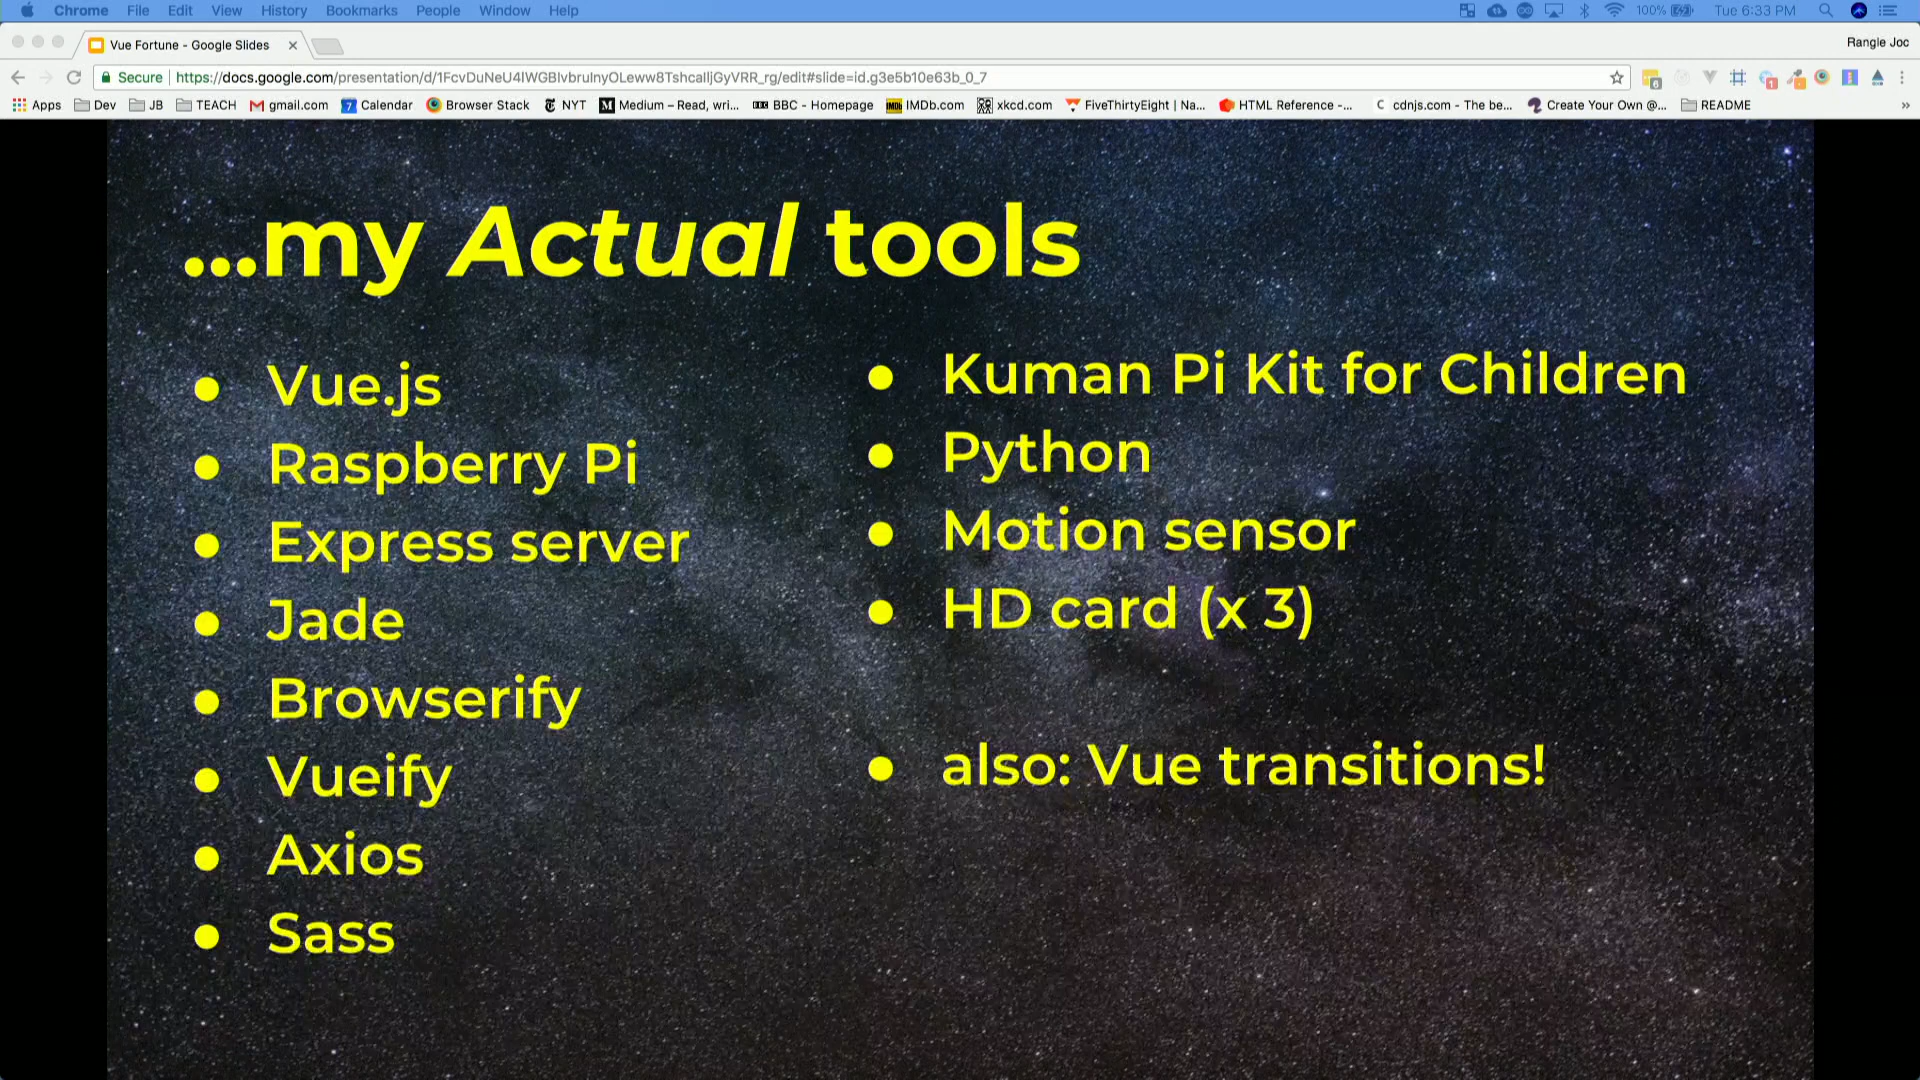 Chrome File Edit View History Bookmarks People Window Help 100% Tue 6:33 PM
Vue Fortune - Google Slides Rangle Joc
Secure https://docs.google.com/presentation/d/1FcvDuNeU4lWGBlvbrulnyOLeww8TshcalljGyVRR_rg/edit#slide=id.g3e5b10e63b_0_7
Apps Dev JB TEACH gmail.com Calendar Browser Stack NYT Medium – Read, wri... BBC - Homepage IMDb.com xkcd.com FiveThirtyEight | Na... HTML Reference -... cdnjs.com - The be... Create Your Own @... README »
...my Actual tools
● Vue.js
● Raspberry Pi
● Express server
● Jade
● Browserify
● Vueify
● Axios
● Sass
● Kuman Pi Kit for Children
● Python
● Motion sensor
● HD card (x 3)
● also: Vue transitions!